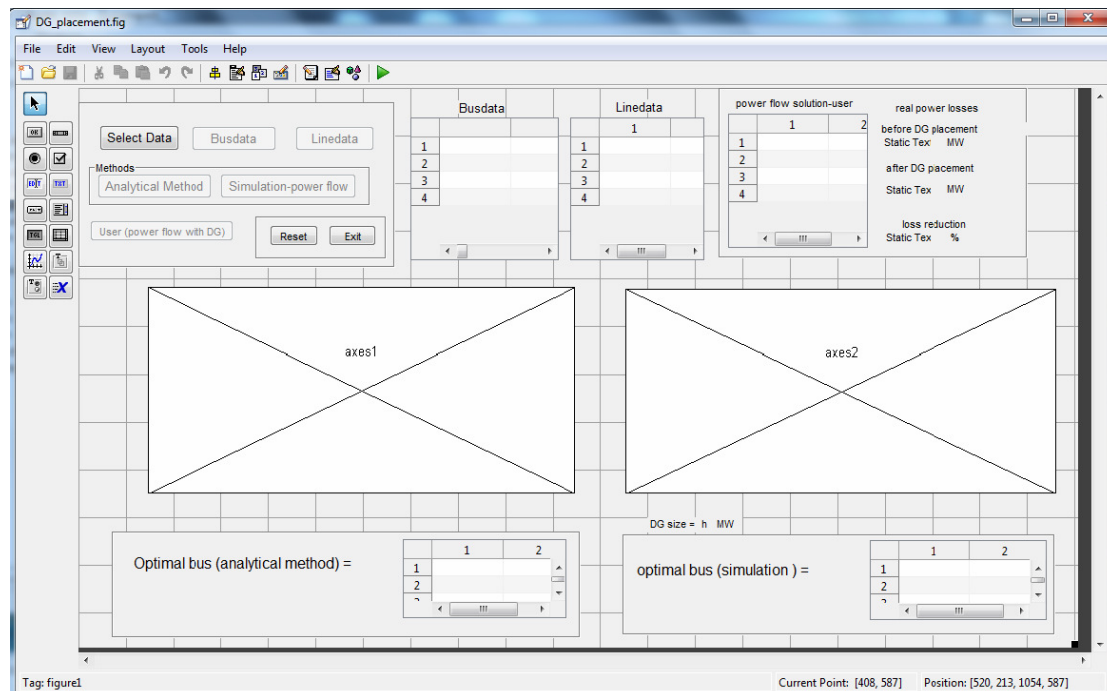 DG_placement.fig
File Edit View Layout Tools Help
Select Data Busdata Linedata
Methods
Analytical Method Simulation-power flow
User (power flow with DG) Reset Exit
Busdata
1
2
3
4
Linedata
1
1
2
3
4
power flow solution-user
1 2
1
2
3
4
real power losses
before DG placement
Static Tex MW
after DG pacement
Static Tex MW
loss reduction
Static Tex %
OK
EDIT
TXT
TGL
axes1
axes2
DG size = h MW
Optimal bus (analytical method) =
1 2
1
2
optimal bus (simulation ) =
1 2
1
2
Tag: figure1 Current Point: [408, 587] Position: [520, 213, 1054, 587]